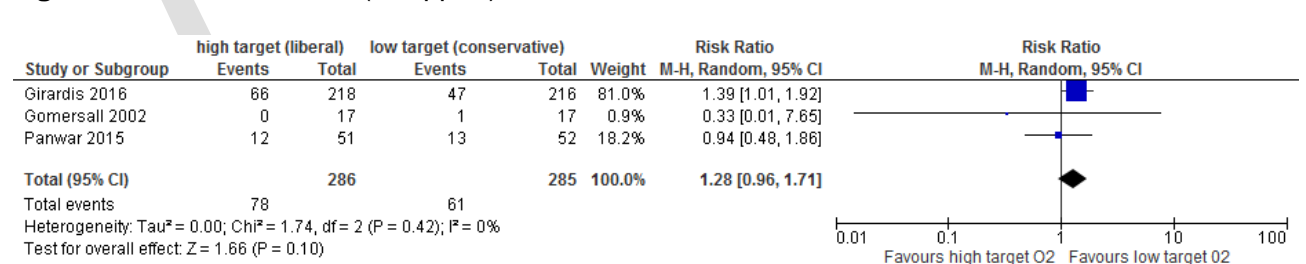 high target (liberal) low target (conservative) Risk Ratio Risk Ratio
Study or Subgroup Events Total Events Total Weight M-H, Random, 95% CI M-H, Random, 95% CI
Girardis 2016 66 218 47 216 81.0% 1.39 [1.01, 1.92]
Gomersall 2002 0 17 1 17 0.9% 0.33 [0.01, 7.65]
Panwar 2015 12 51 13 52 18.2% 0.94 [0.48, 1.86]
Total (95% CI) 286 285 100.0% 1.28 [0.96, 1.71]
Total events 78 61
Heterogeneity: Tau² = 0.00; Chi² = 1.74, df = 2 (P = 0.42); I² = 0%
Test for overall effect: Z = 1.66 (P = 0.10)
0.01 0.1 1 10 100
Favours high target O2 Favours low target 02